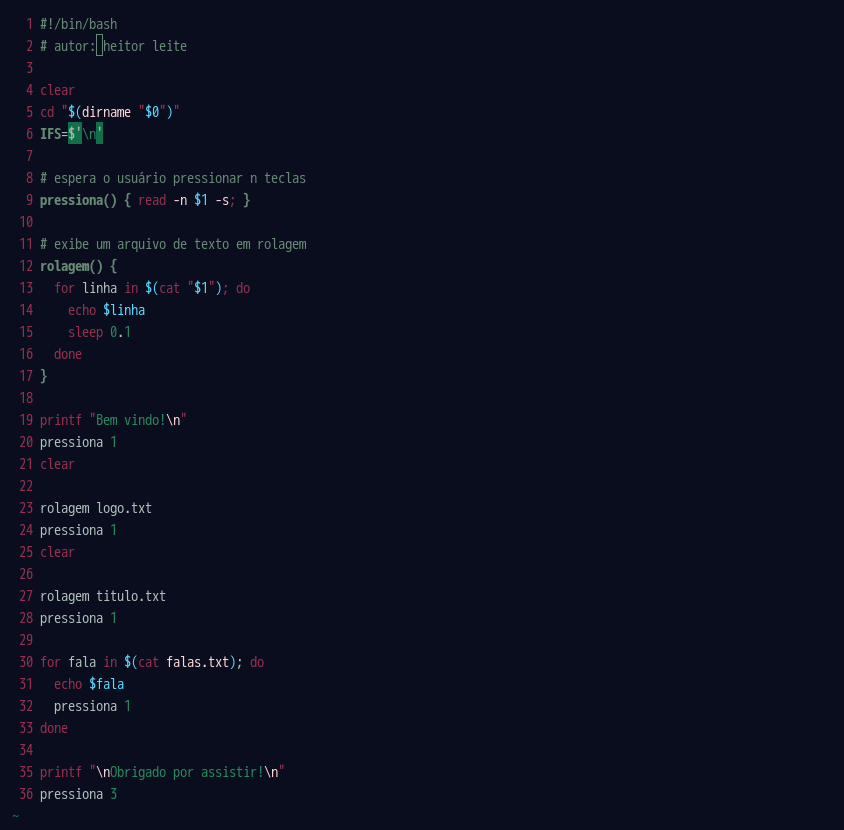 1 #!/bin/bash
2 # autor: heitor leite
3
4 clear
5 cd "$(dirname "$0")"
6 IFS=$'\n'
7
8 # espera o usuário pressionar n teclas
9 pressiona() { read -n $1 -s; }
10
11 # exibe um arquivo de texto em rolagem
12 rolagem() {
13   for linha in $(cat "$1"); do
14     echo $linha
15     sleep 0.1
16   done
17 }
18
19 printf "Bem vindo!\n"
20 pressiona 1
21 clear
22
23 rolagem logo.txt
24 pressiona 1
25 clear
26
27 rolagem titulo.txt
28 pressiona 1
29
30 for fala in $(cat falas.txt); do
31   echo $fala
32   pressiona 1
33 done
34
35 printf "\nObrigado por assistir!\n"
36 pressiona 3
~